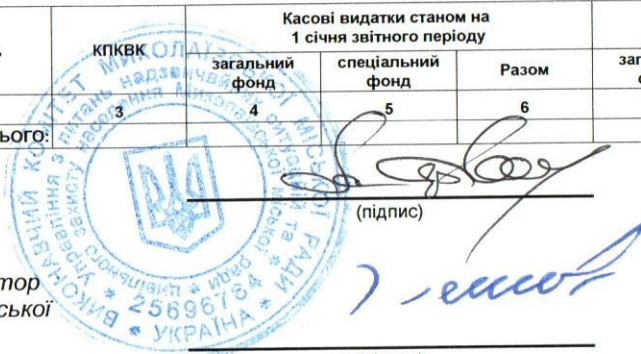 КПКВК
Касові видатки станом на
1 січня звітного періоду
загальний
фонд
спеціальний
фонд
Разом
заг
3
4
5
6
ЬОГО:
ВИКОНАВЧИЙ КОМІТЕТ МИКОЛАЇВСЬКОЇ МІСЬКОЇ РАДИ
Управління з питань надзвичайних ситуацій та
цивільного захисту населення Миколаївської міської ради
* 25696764 *
* УКРАЇНА *
(підпис)
тор
ської